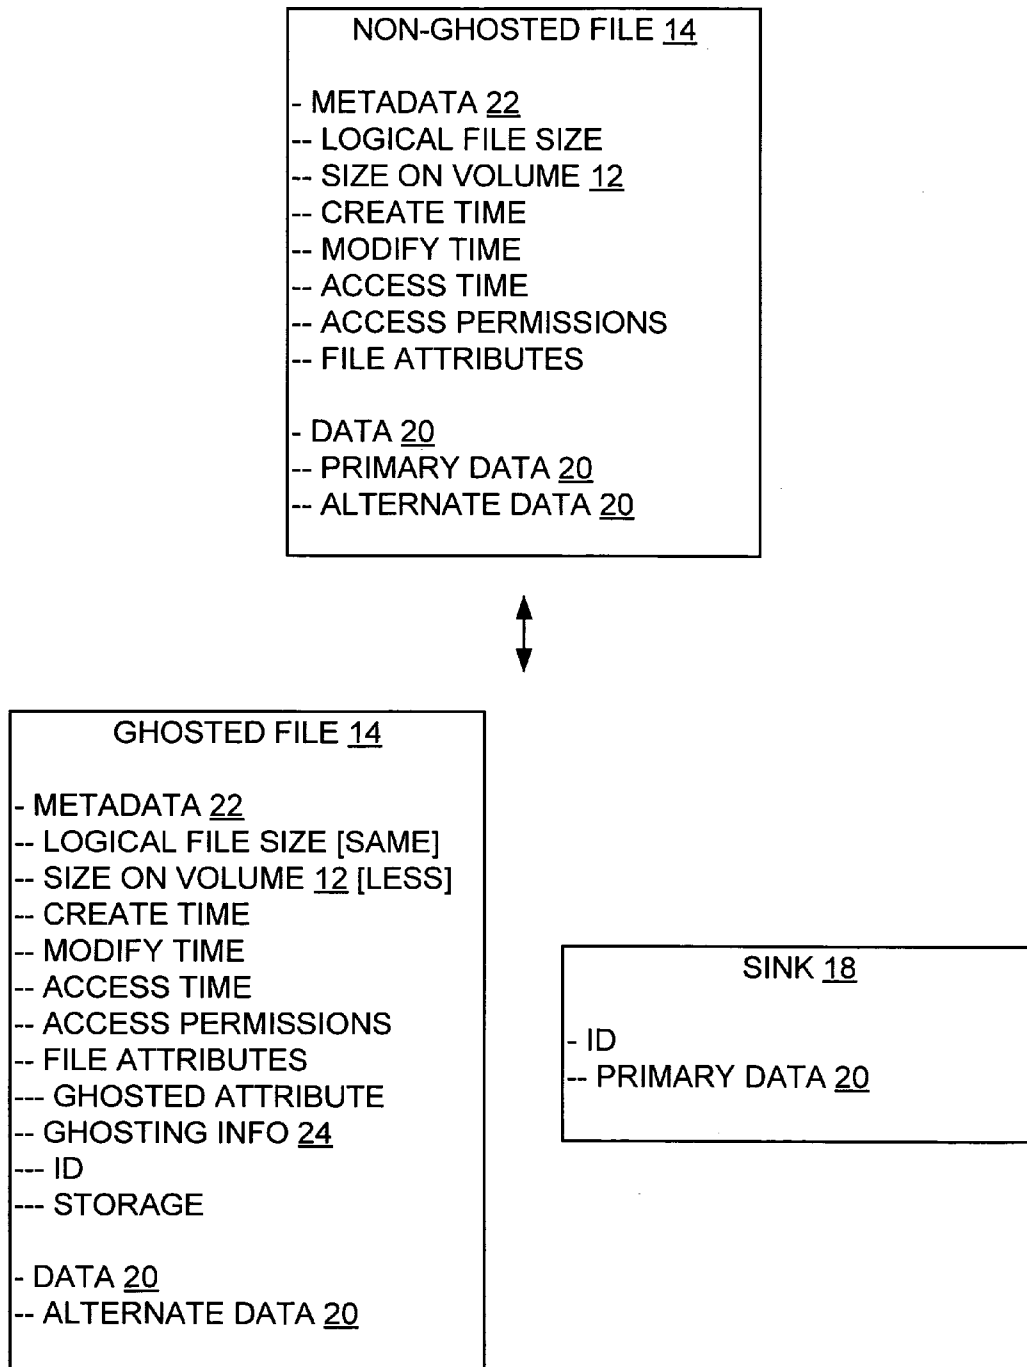 NON-GHOSTED FILE 14
- METADATA 22
-- LOGICAL FILE SIZE
-- SIZE ON VOLUME 12
-- CREATE TIME
-- MODIFY TIME
-- ACCESS TIME
-- ACCESS PERMISSIONS
-- FILE ATTRIBUTES
- DATA 20
-- PRIMARY DATA 20
-- ALTERNATE DATA 20
GHOSTED FILE 14
- METADATA 22
-- LOGICAL FILE SIZE [SAME]
-- SIZE ON VOLUME 12 [LESS]
-- CREATE TIME
-- MODIFY TIME
-- ACCESS TIME
-- ACCESS PERMISSIONS
-- FILE ATTRIBUTES
--- GHOSTED ATTRIBUTE
-- GHOSTING INFO 24
--- ID
--- STORAGE
- DATA 20
-- ALTERNATE DATA 20
SINK 18
- ID
-- PRIMARY DATA 20